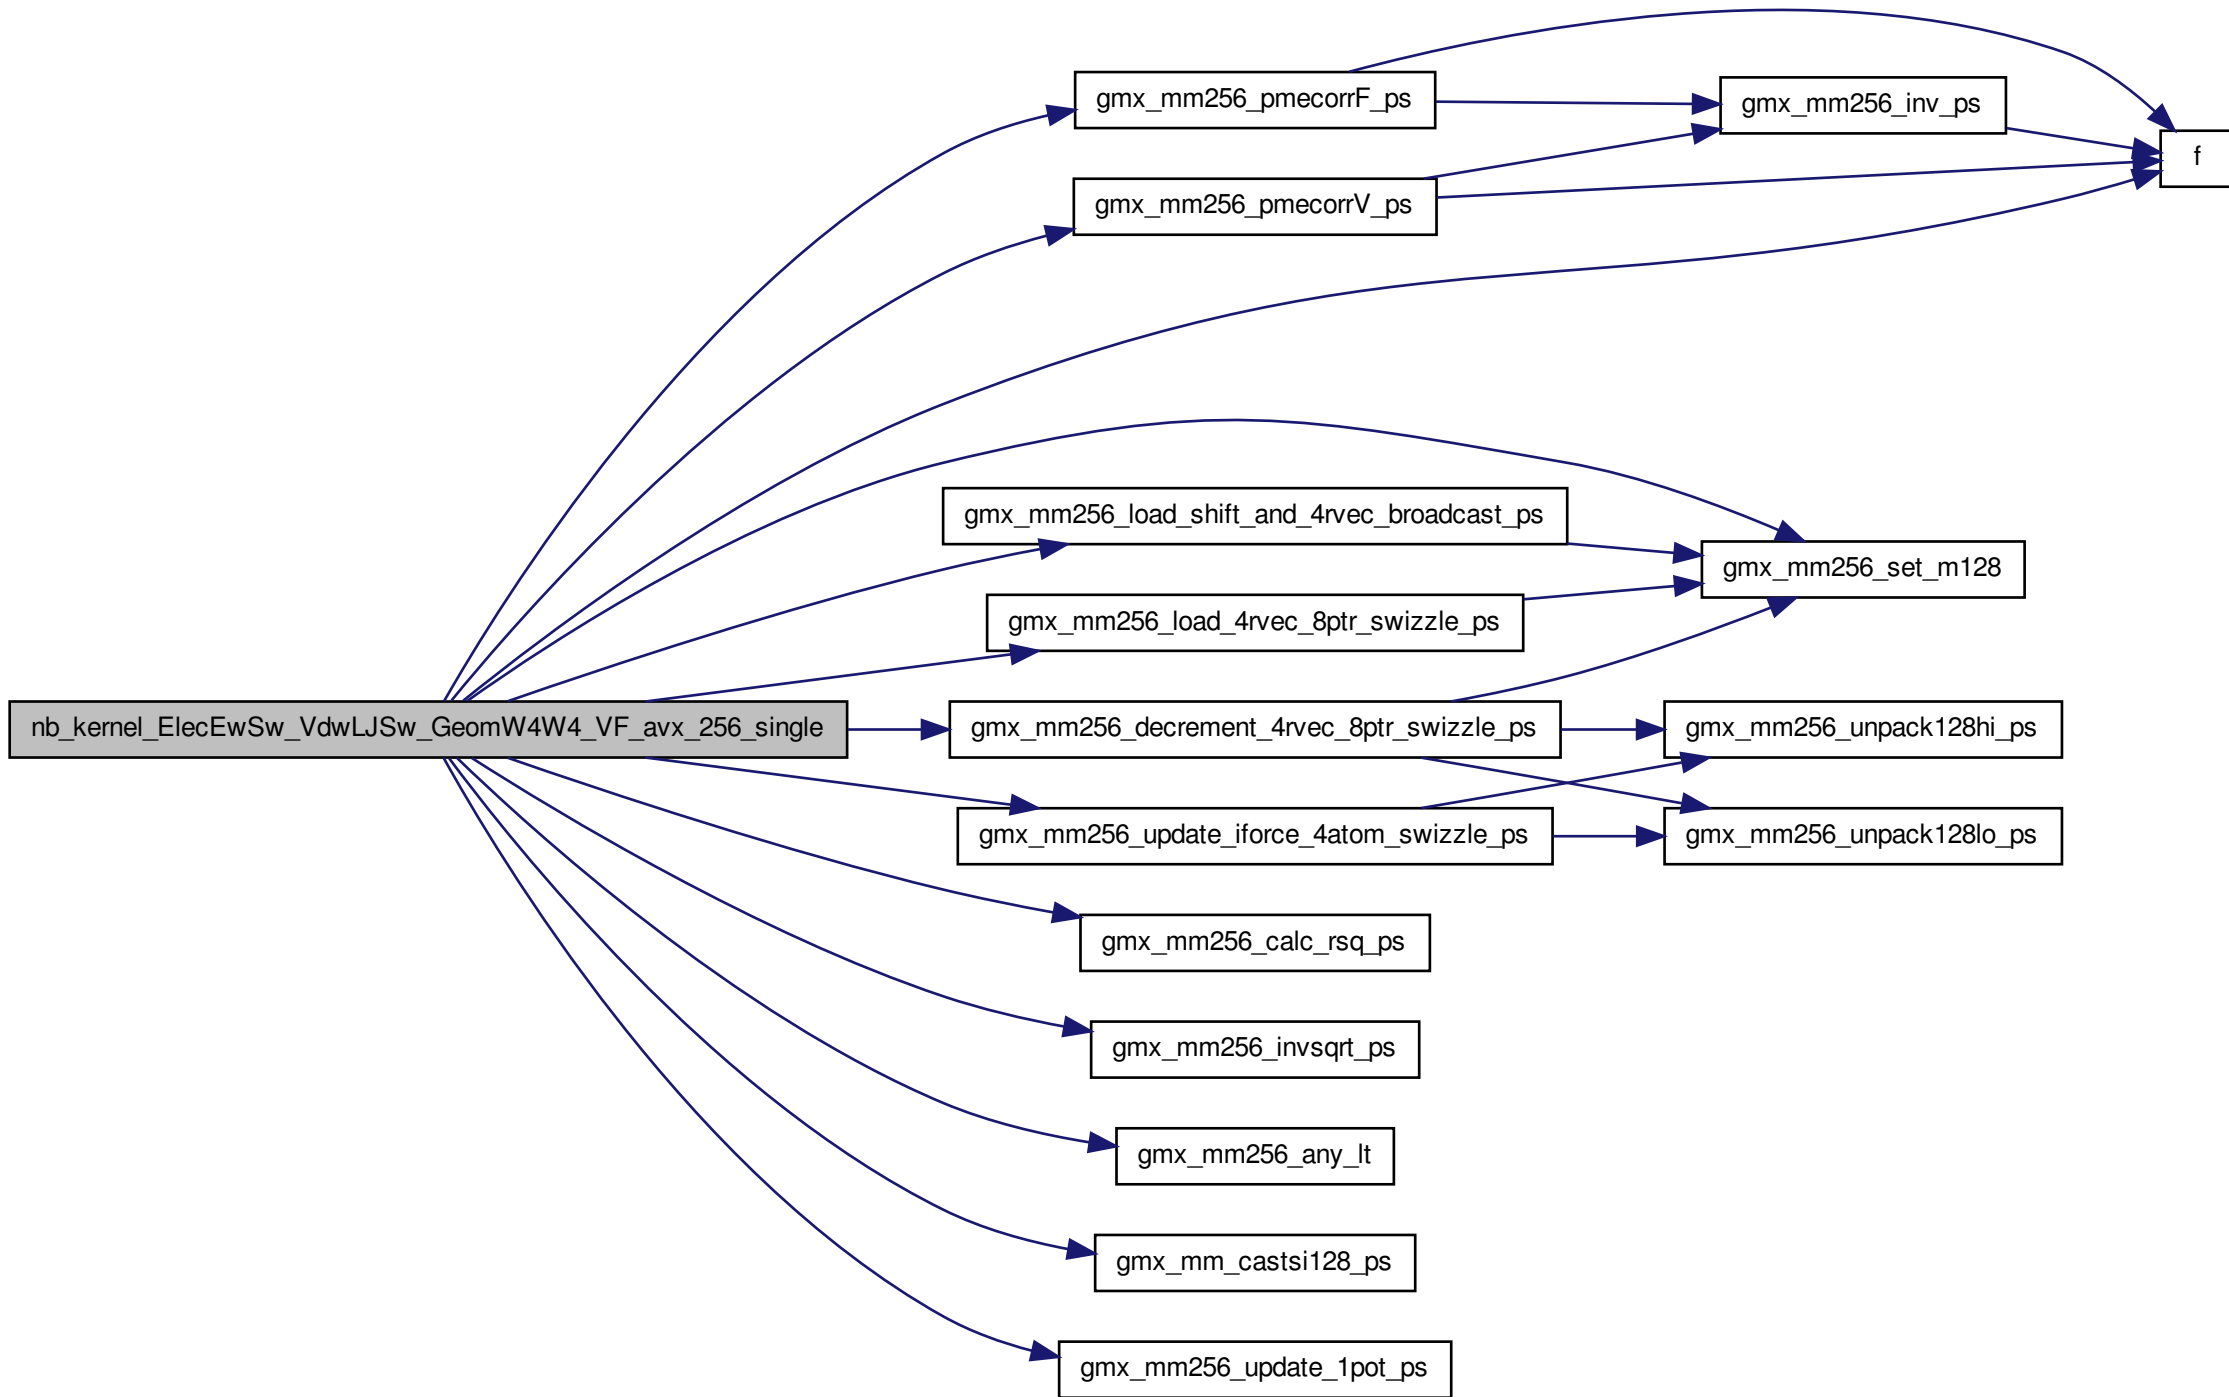 gmx_mm256_pmecorrF_ps
gmx_mm256_inv_ps
f
gmx_mm256_pmecorrV_ps
gmx_mm256_load_shift_and_4rvec_broadcast_ps
gmx_mm256_set_m128
gmx_mm256_load_4rvec_8ptr_swizzle_ps
nb_kernel_ElecEwSw_VdwLJSw_GeomW4W4_VF_avx_256_single
gmx_mm256_decrement_4rvec_8ptr_swizzle_ps
gmx_mm256_unpack128hi_ps
gmx_mm256_update_iforce_4atom_swizzle_ps
gmx_mm256_unpack128lo_ps
gmx_mm256_calc_rsq_ps
gmx_mm256_invsqrt_ps
gmx_mm256_any_lt
gmx_mm_castsi128_ps
gmx_mm256_update_1pot_ps